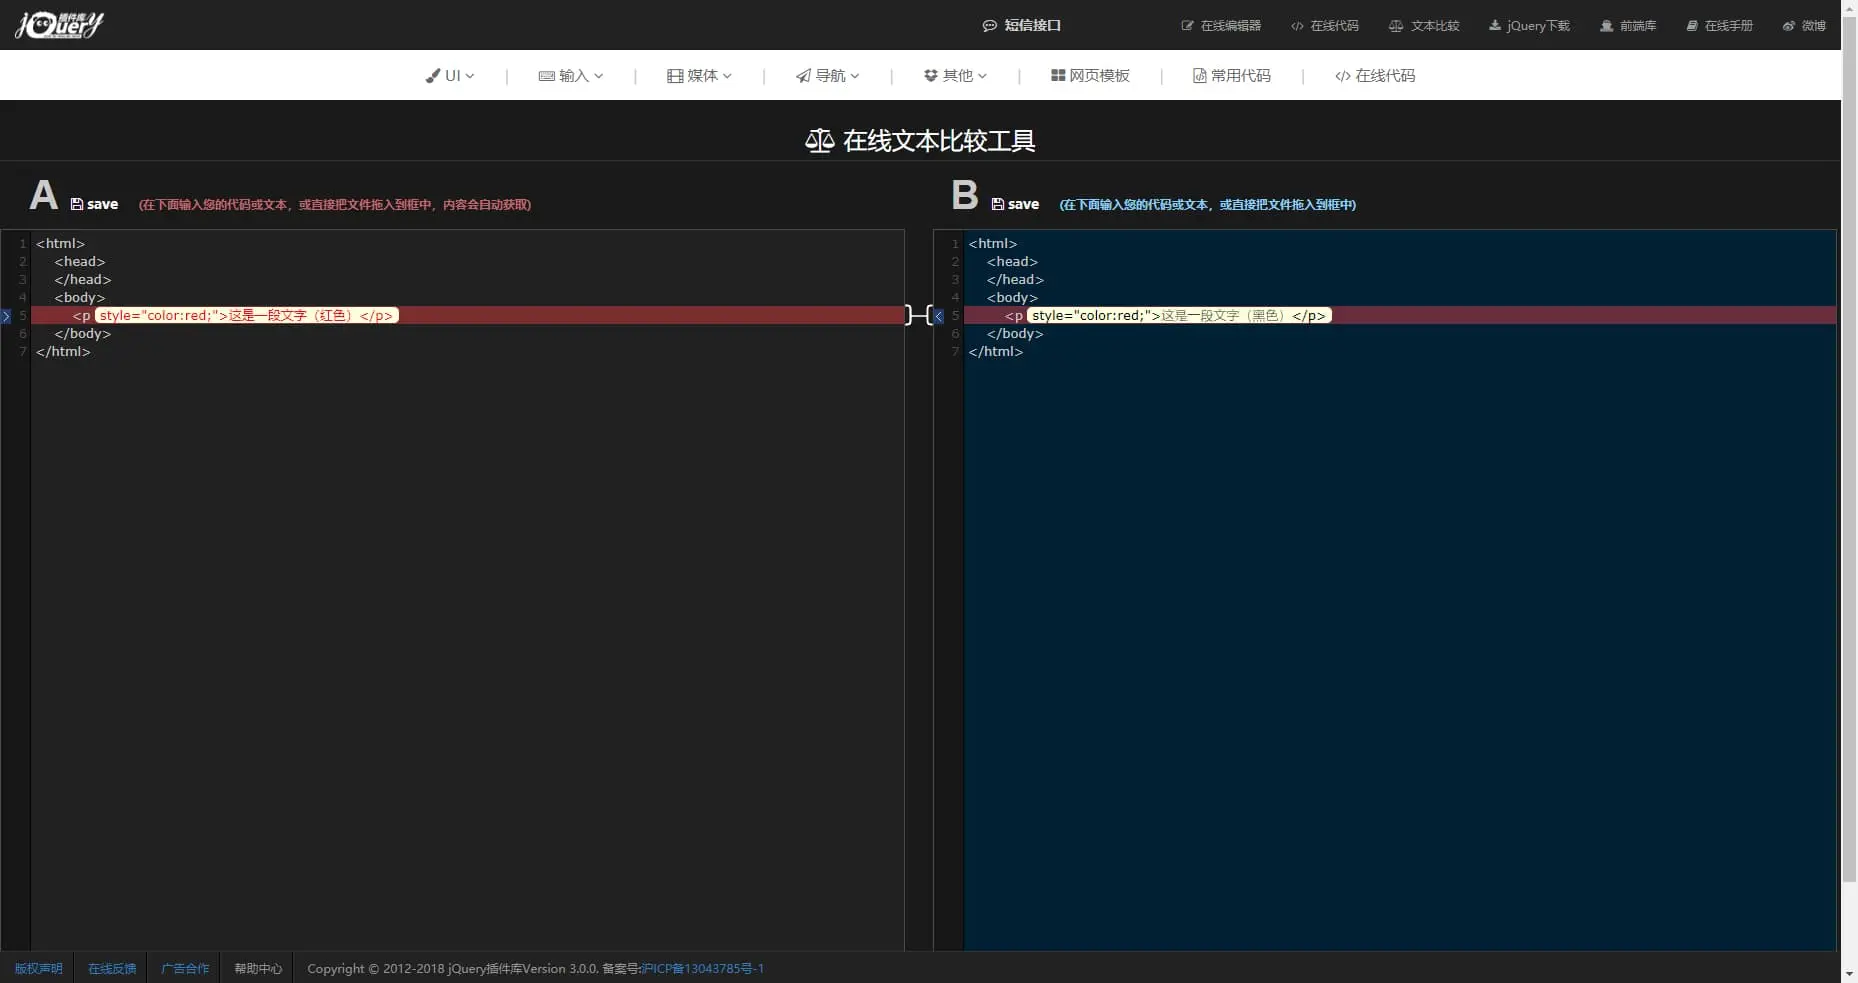 jQuery插件库
短信接口
在线编辑器 在线代码 文本比较 jQuery下载 前端库 在线手册 微博
UI | 输入 | 媒体 | 导航 | 其他 | 网页模板 | 常用代码 | 在线代码
在线文本比较工具
A save (在下面输入您的代码或文本，或直接把文件拖入到框中，内容会自动获取)
1 <html>
2 <head>
3 </head>
4 <body>
5 <p style="color:red;">这是一段文字（红色）</p>
6 </body>
7 </html>
B save (在下面输入您的代码或文本，或直接把文件拖入到框中)
1 <html>
2 <head>
3 </head>
4 <body>
5 <p style="color:red;">这是一段文字（黑色）</p>
6 </body>
7 </html>
版权声明 在线反馈 广告合作 帮助中心 Copyright © 2012-2018 jQuery插件库Version 3.0.0. 备案号:沪ICP备13043785号-1